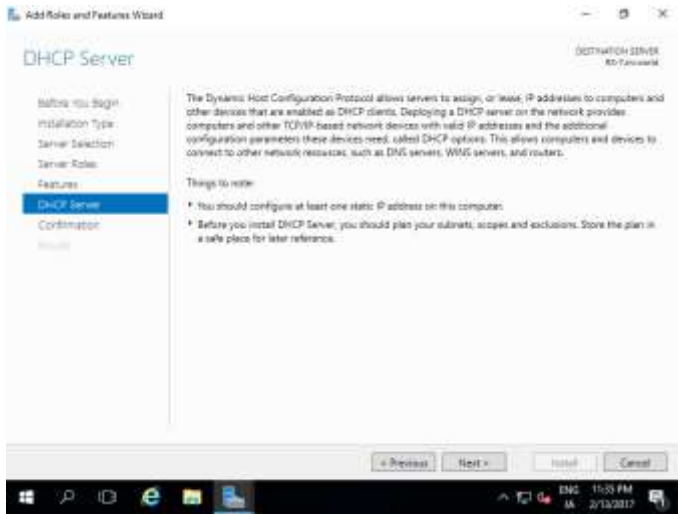 Add Roles and Features Wizard
DHCP Server
DESTINATION SERVER
Before You Begin
Installation Type
Server Selection
Server Roles
Features
DHCP Server
Confirmation
Results
The Dynamic Host Configuration Protocol allows servers to assign, or lease, IP addresses to computers and
other devices that are enabled as DHCP clients. Deploying a DHCP server on the network provides
computers and other TCP/IP-based network devices with valid IP addresses and the additional
configuration parameters these devices need, called DHCP options. This allows computers and devices to
connect to other network resources, such as DNS servers, WINS servers, and routers.
Things to note:
• You should configure at least one static IP address on this computer.
• Before you install DHCP Server, you should plan your subnets, scopes and exclusions. Store the plan in
a safe place for later reference.
< Previous
Next >
Install
Cancel
ENG
IA
11:35 PM
2/13/2017